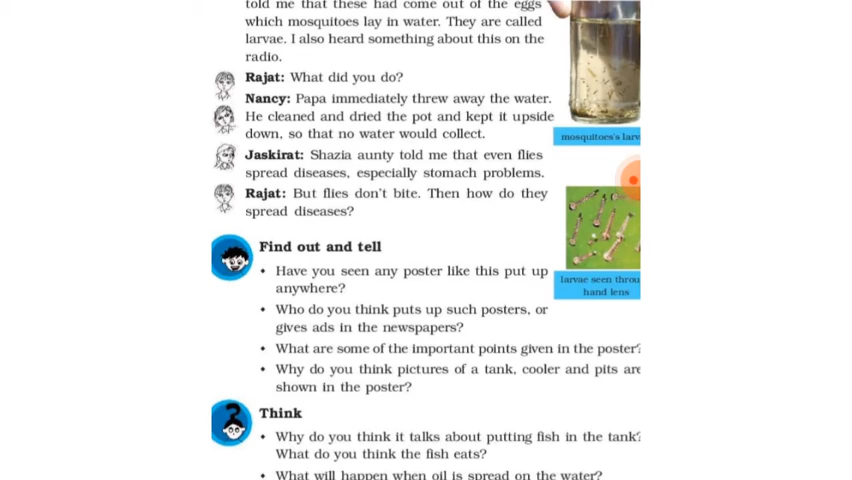 told me that these had come out of the eggs
which mosquitoes lay in water. They are called
larvae. I also heard something about this on the
radio.
Rajat: What did you do?
Nancy: Papa immediately threw away the water.
He cleaned and dried the pot and kept it upside
down, so that no water would collect.
mosquitoes's larv
Jaskirat: Shazia aunty told me that even flies
spread diseases, especially stomach problems.
Rajat: But flies don't bite. Then how do they
spread diseases?
larvae seen throu
hand lens
Find out and tell
• Have you seen any poster like this put up
anywhere?
• Who do you think puts up such posters, or
gives ads in the newspapers?
• What are some of the important points given in the poster?
• Why do you think pictures of a tank, cooler and pits are
shown in the poster?
Think
• Why do you think it talks about putting fish in the tank?
What do you think the fish eats?
• What will happen when oil is spread on the water?